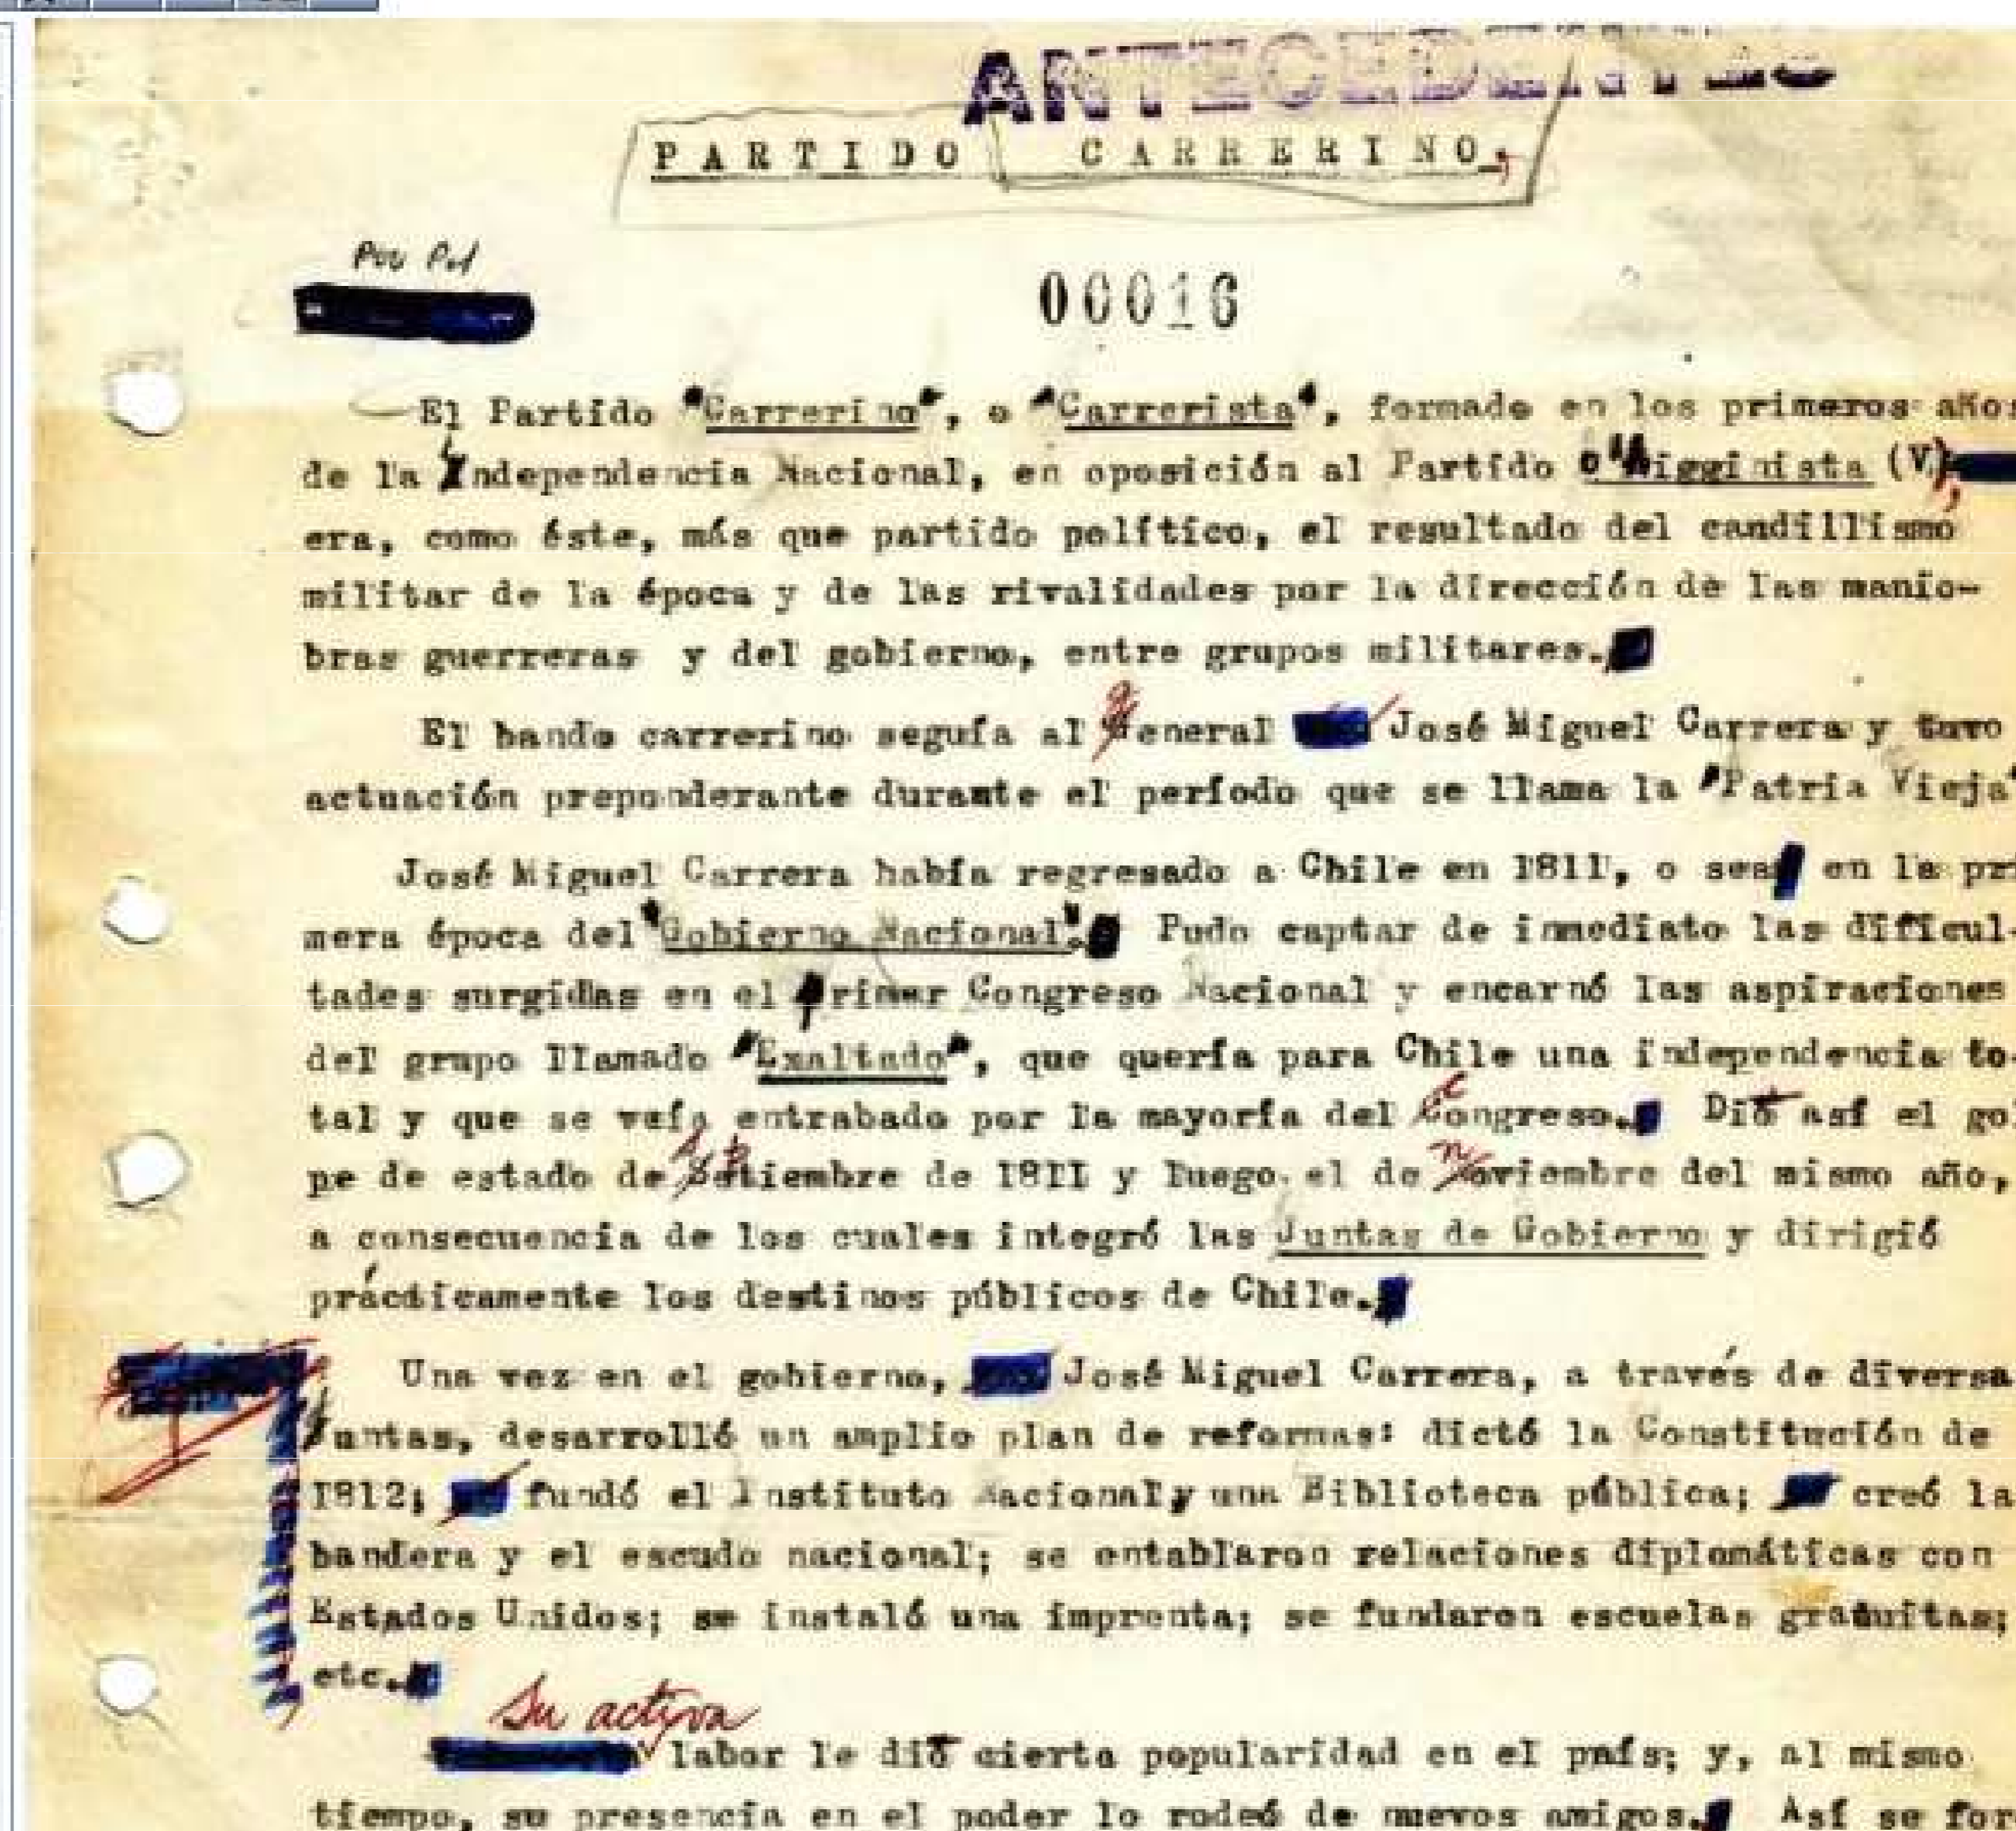 ANTECEDENTES
PARTIDO CARRERINO,
00016
El Partido "Carrerino", o "Carrerista", formado en los primeros años
de la independencia Nacional, en oposición al Partido O'Higginista (V),
era, como éste, más que partido político, el resultado del caudillismo
militar de la época y de las rivalidades por la dirección de las manio-
bras guerreras y del gobierno, entre grupos militares.
El bando carrerino seguía al general José Miguel Carrera y tuvo
actuación preponderante durante el período que se llama la "Patria Vieja"
José Miguel Carrera había regresado a Chile en 1811, o sea en la pri
mera época del "Gobierno Nacional". Pudo captar de inmediato las dificul-
tades surgidas en el primer Congreso Nacional y encarnó las aspiraciones
del grupo llamado "Exaltado", que quería para Chile una independencia to-
tal y que se veía entrabado por la mayoría del congreso. Dio así el gol
pe de estado de septiembre de 1811 y luego el de noviembre del mismo año,
a consecuencia de los cuales integró las Juntas de Gobierno y dirigió
prácticamente los destinos públicos de Chile.
Una vez en el gobierno, José Miguel Carrera, a través de diversa
juntas, desarrolló un amplio plan de reformas: dictó la Constitución de
1812; fundó el Instituto Nacional y una Biblioteca pública; creó la
bandera y el escudo nacional; se entablaron relaciones diplomáticas con
Estados Unidos; se instaló una imprenta; se fundaron escuelas gratuitas;
etc.
Su activa
labor le dio cierta popularidad en el país; y, al mismo
tiempo, su presencia en el poder lo rodeó de nuevos amigos. Así se for